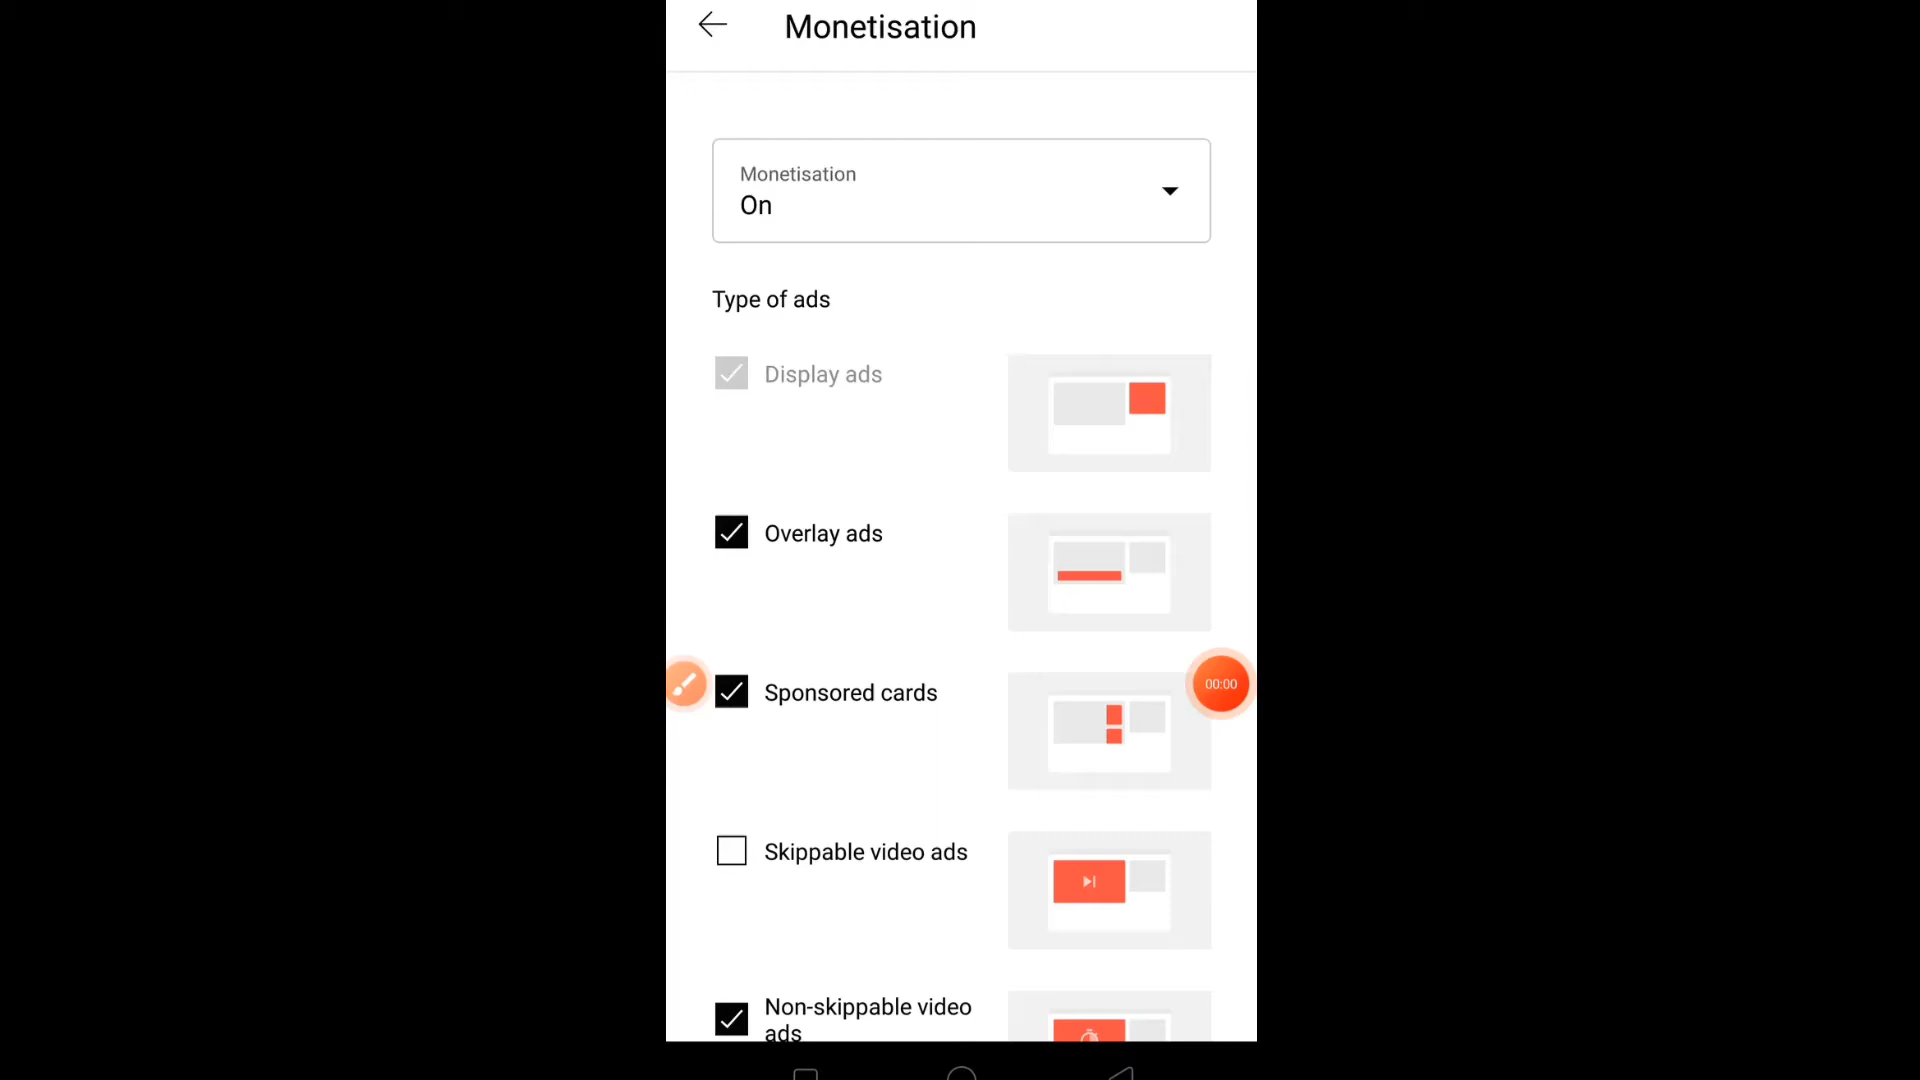 Monetisation
Monetisation
On
Type of ads
Display ads
Overlay ads
Sponsored cards
00:00
Skippable video ads
Non-skippable video
ads